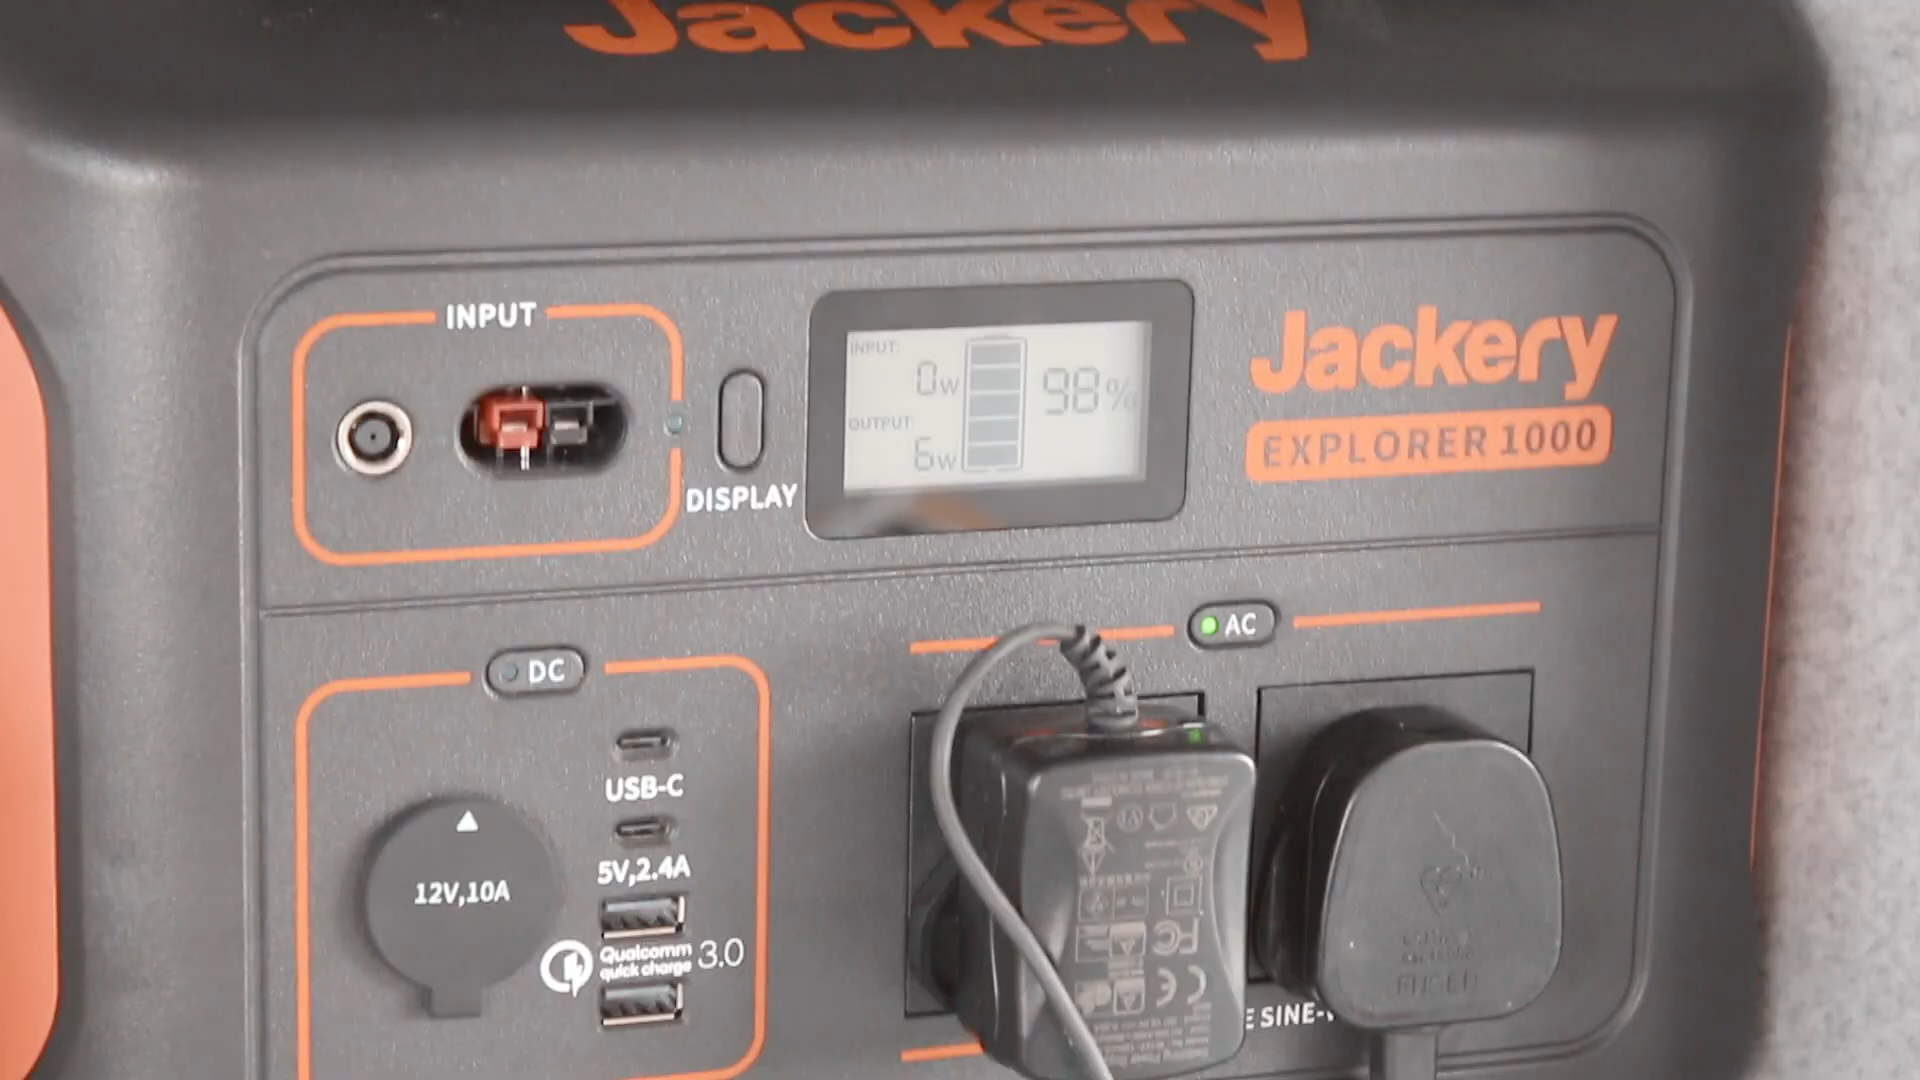 Jackery
INPUT
DISPLAY
INPUT:
0w
OUTPUT:
6w
98%
Jackery
EXPLORER 1000
DC
AC
USB-C
5V,2.4A
12V,10A
Qualcomm
quick charge
3.0
E SINE-
FUSED